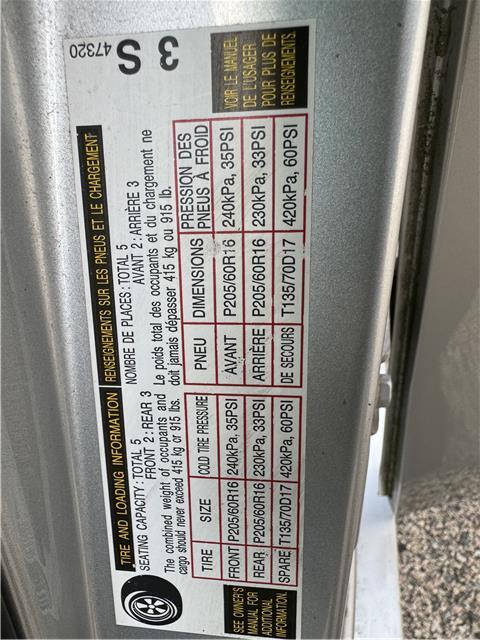 TIRE AND LOADING INFORMATION
SEATING CAPACITY: TOTAL 5
FRONT 2: REAR 3
The combined weight of occupants and
cargo should never exceed 415 kg or 915 lbs.
TIRE SIZE COLD TIRE PRESSURE
FRONT P205/60R16 240kPa, 35PSI
REAR P205/60R16 230kPa, 33PSI
SPARE T135/70D17 420kPa, 60PSI
SEE OWNER'S
MANUAL FOR
ADDITIONAL
INFORMATION.
RENSEIGNEMENTS SUR LES PNEUS ET LE CHARGEMENT
NOMBRE DE PLACES: TOTAL 5
AVANT 2: ARRIÈRE 3
Le poids total des occupants et du chargement ne
doit jamais dépasser 415 kg ou 915 lb.
PNEU DIMENSIONS PRESSION DES
PNEUS À FROID
AVANT P205/60R16 240kPa, 35PSI
ARRIÈRE P205/60R16 230kPa, 33PSI
DE SECOURS T135/70D17 420kPa, 60PSI
VOIR LE MANUEL
DE L'USAGER
POUR PLUS DE
RENSEIGNEMENTS.
47320
S 3